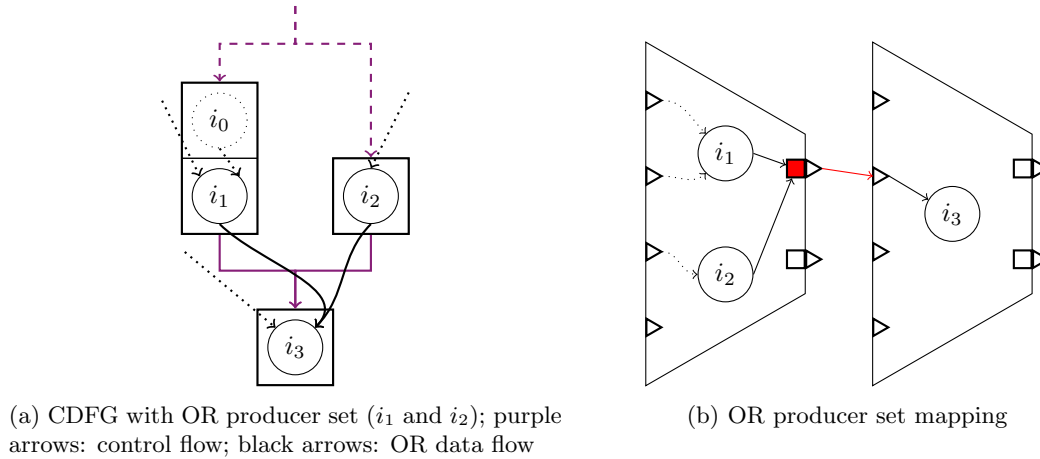 i0
i1
i2
i3
(a) CDFG with OR producer set (i1 and i2); purple
arrows: control flow; black arrows: OR data flow
i1
i2
i3
(b) OR producer set mapping